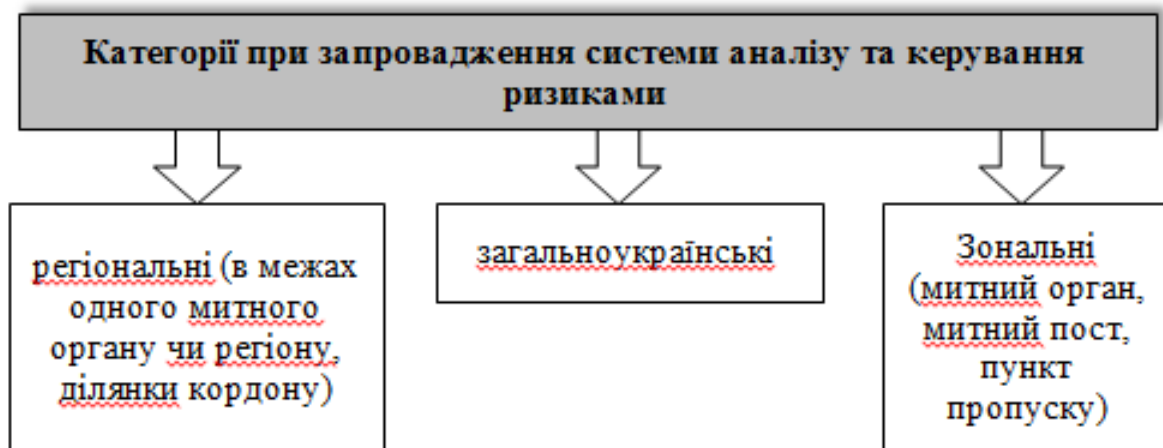 Категорії при запровадження системи аналізу та керування
ризиками
регіональні (в межах
одного митного
органу чи регіону,
ділянки кордону)
загальноукраїнські
Зональні
(митний орган,
митний пост,
пункт
пропуску)